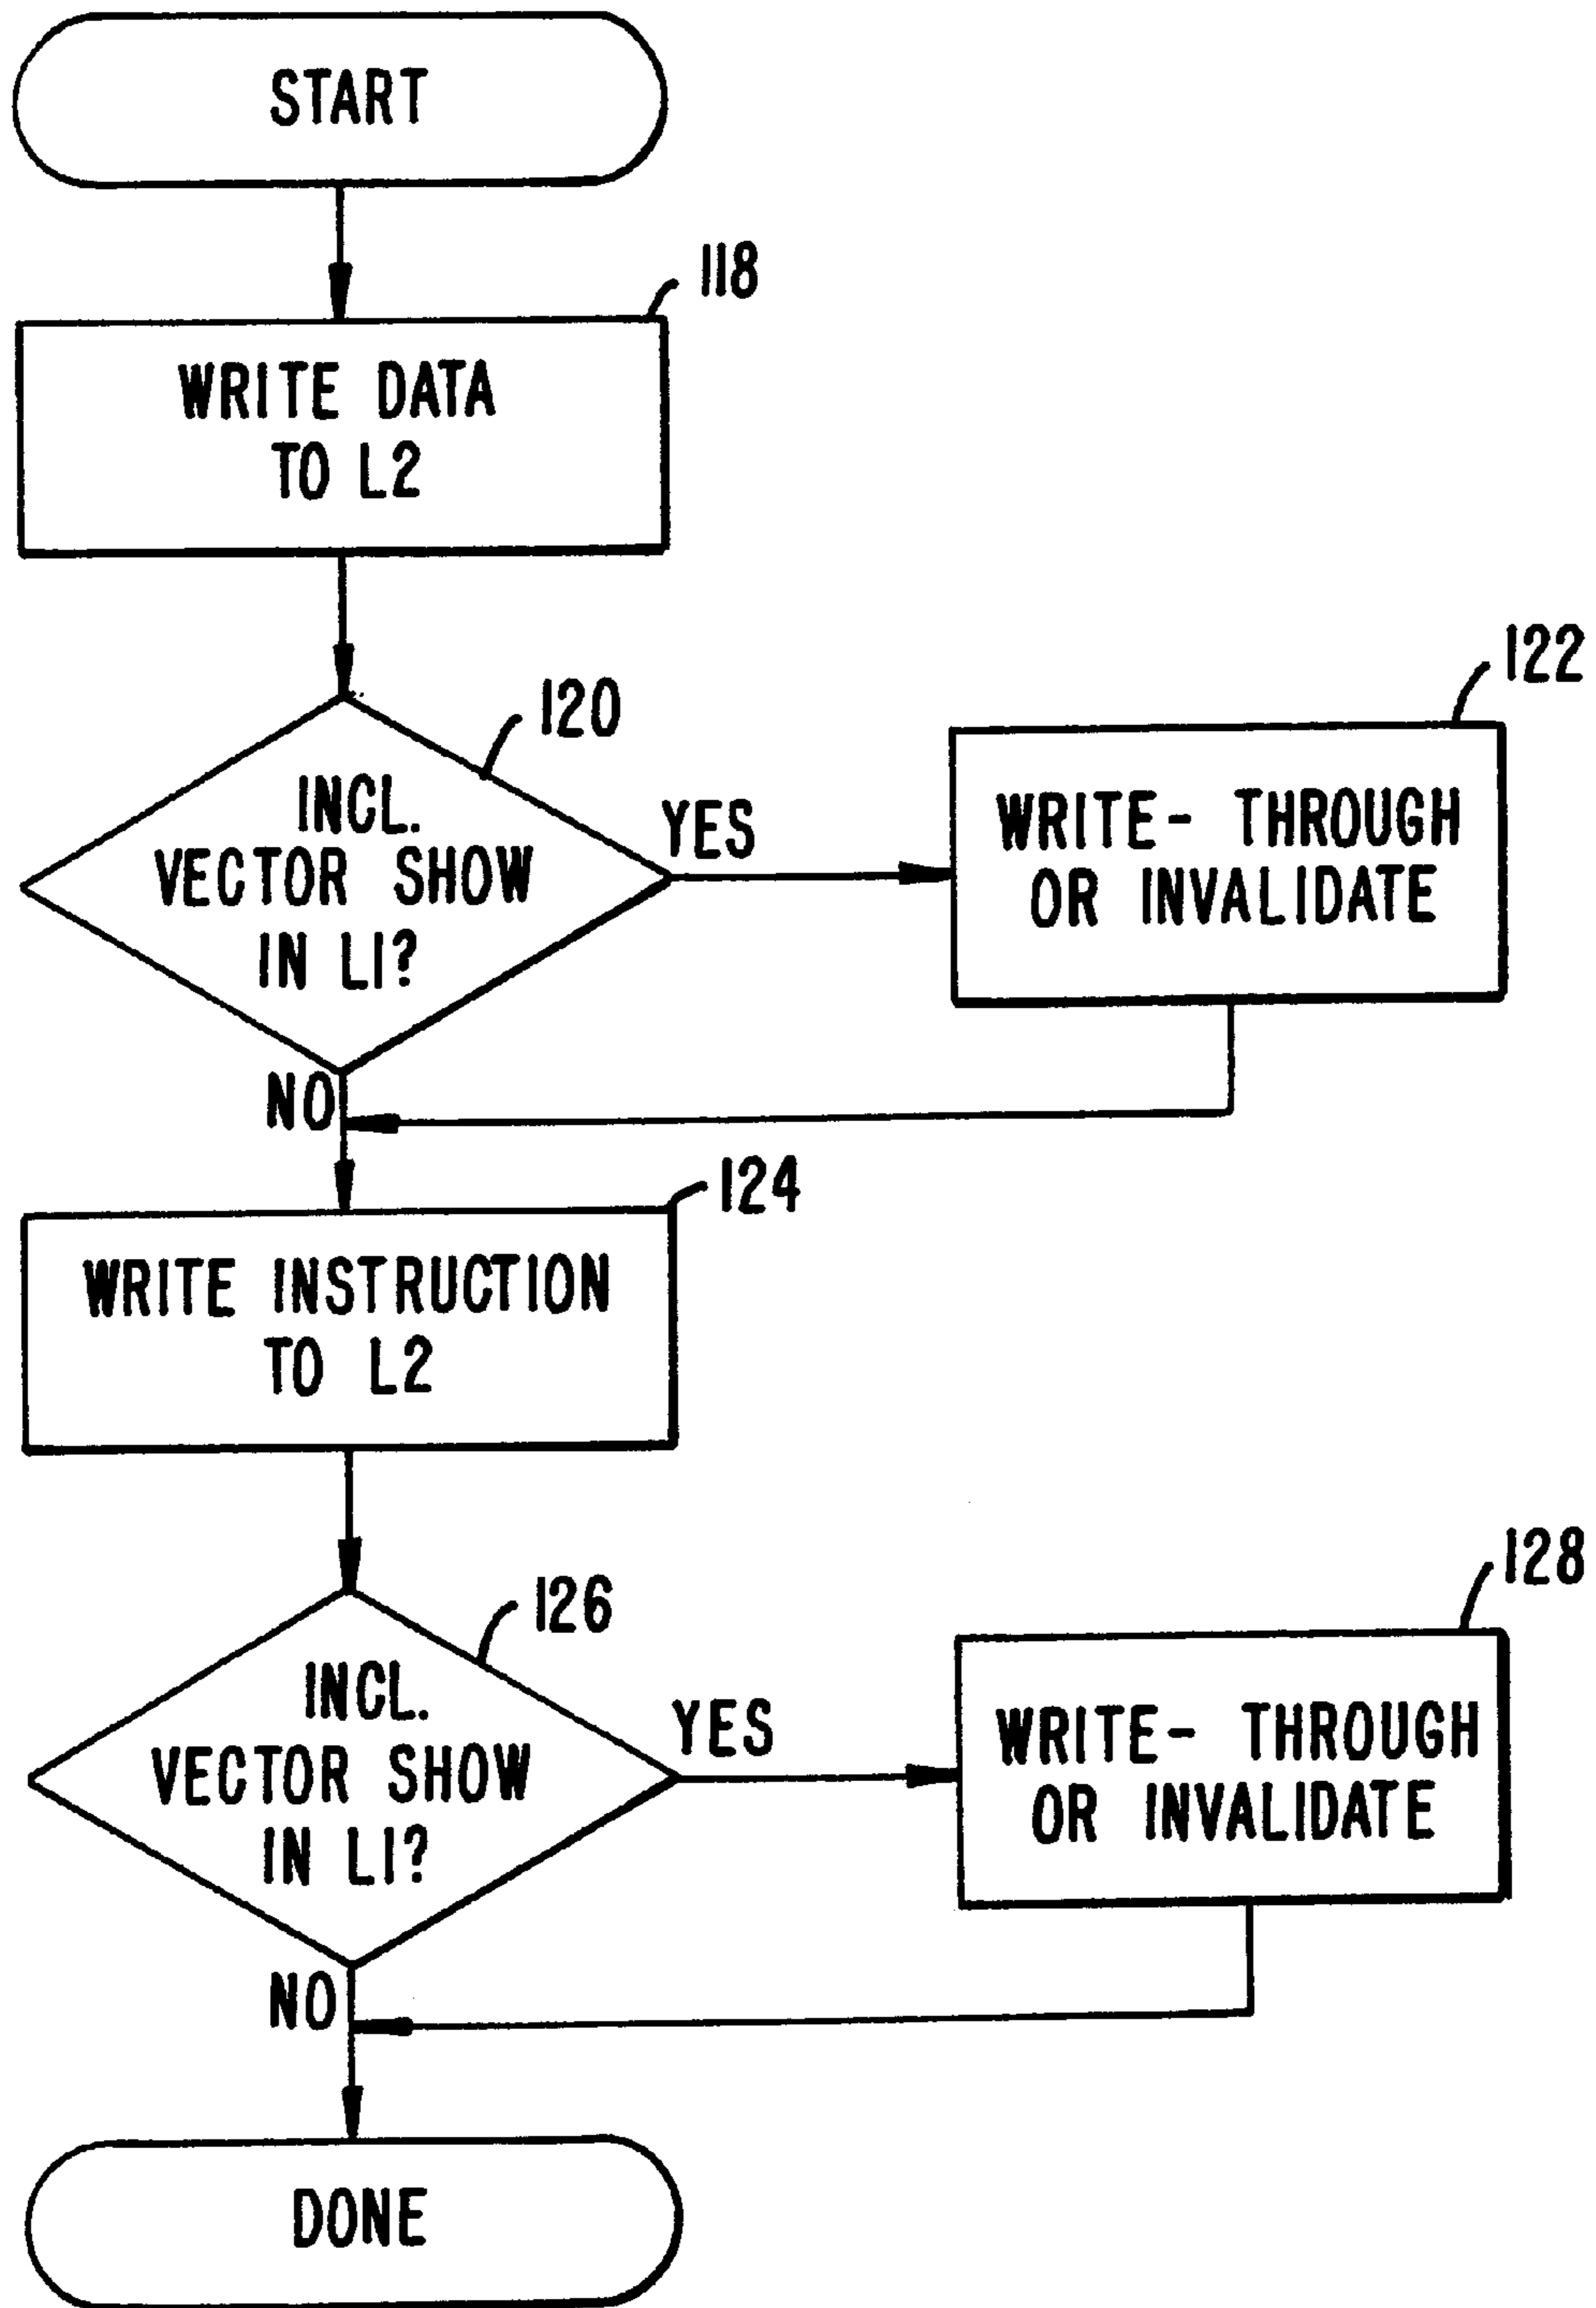 START
118
WRITE DATA
TO L2
120
INCL.
VECTOR SHOW
IN L1?
YES
122
WRITE- THROUGH
OR INVALIDATE
NO
124
WRITE INSTRUCTION
TO L2
126
INCL.
VECTOR SHOW
IN L1?
YES
128
WRITE- THROUGH
OR INVALIDATE
NO
DONE